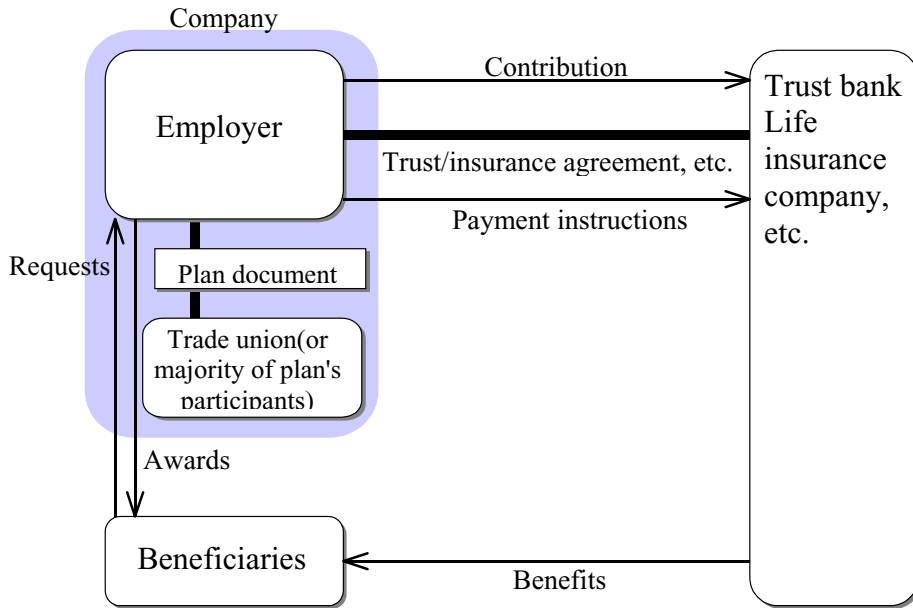 Company
Contribution
Employer
Trust bank
Life
insurance
company,
etc.
Trust/insurance agreement, etc.
Payment instructions
Requests
Plan document
Trade union(or
majority of plan's
participants)
Awards
Beneficiaries
Benefits